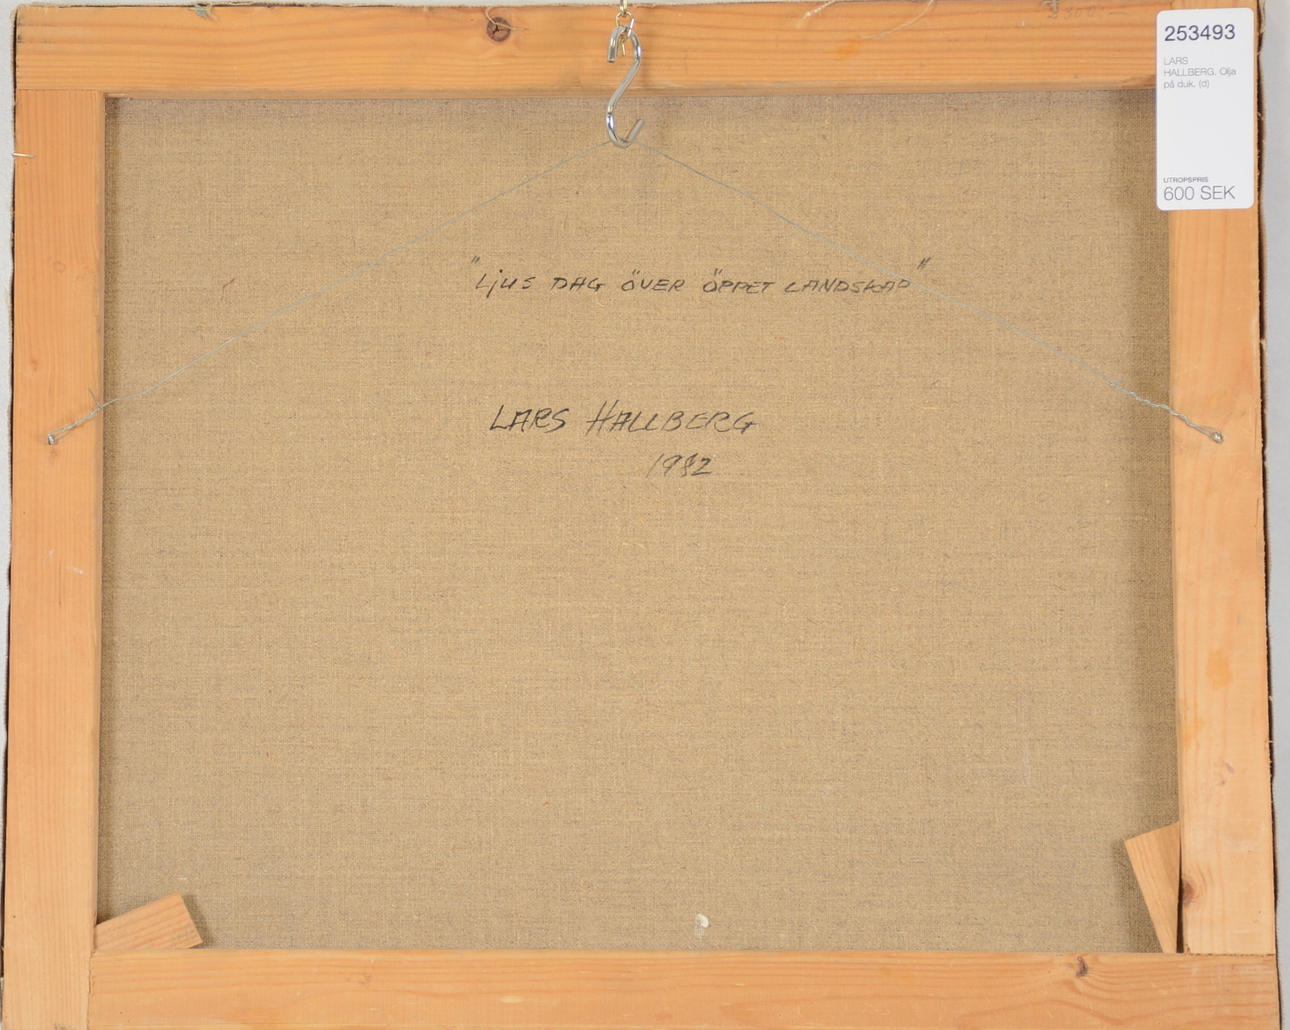 253493
LARS
HALLBERG. Olja
på duk. (d)
UTROPSPRIS
600 SEK
"LJUS DAG ÖVER ÖPPET LANDSKAP"
LARS HALLBERG
1982